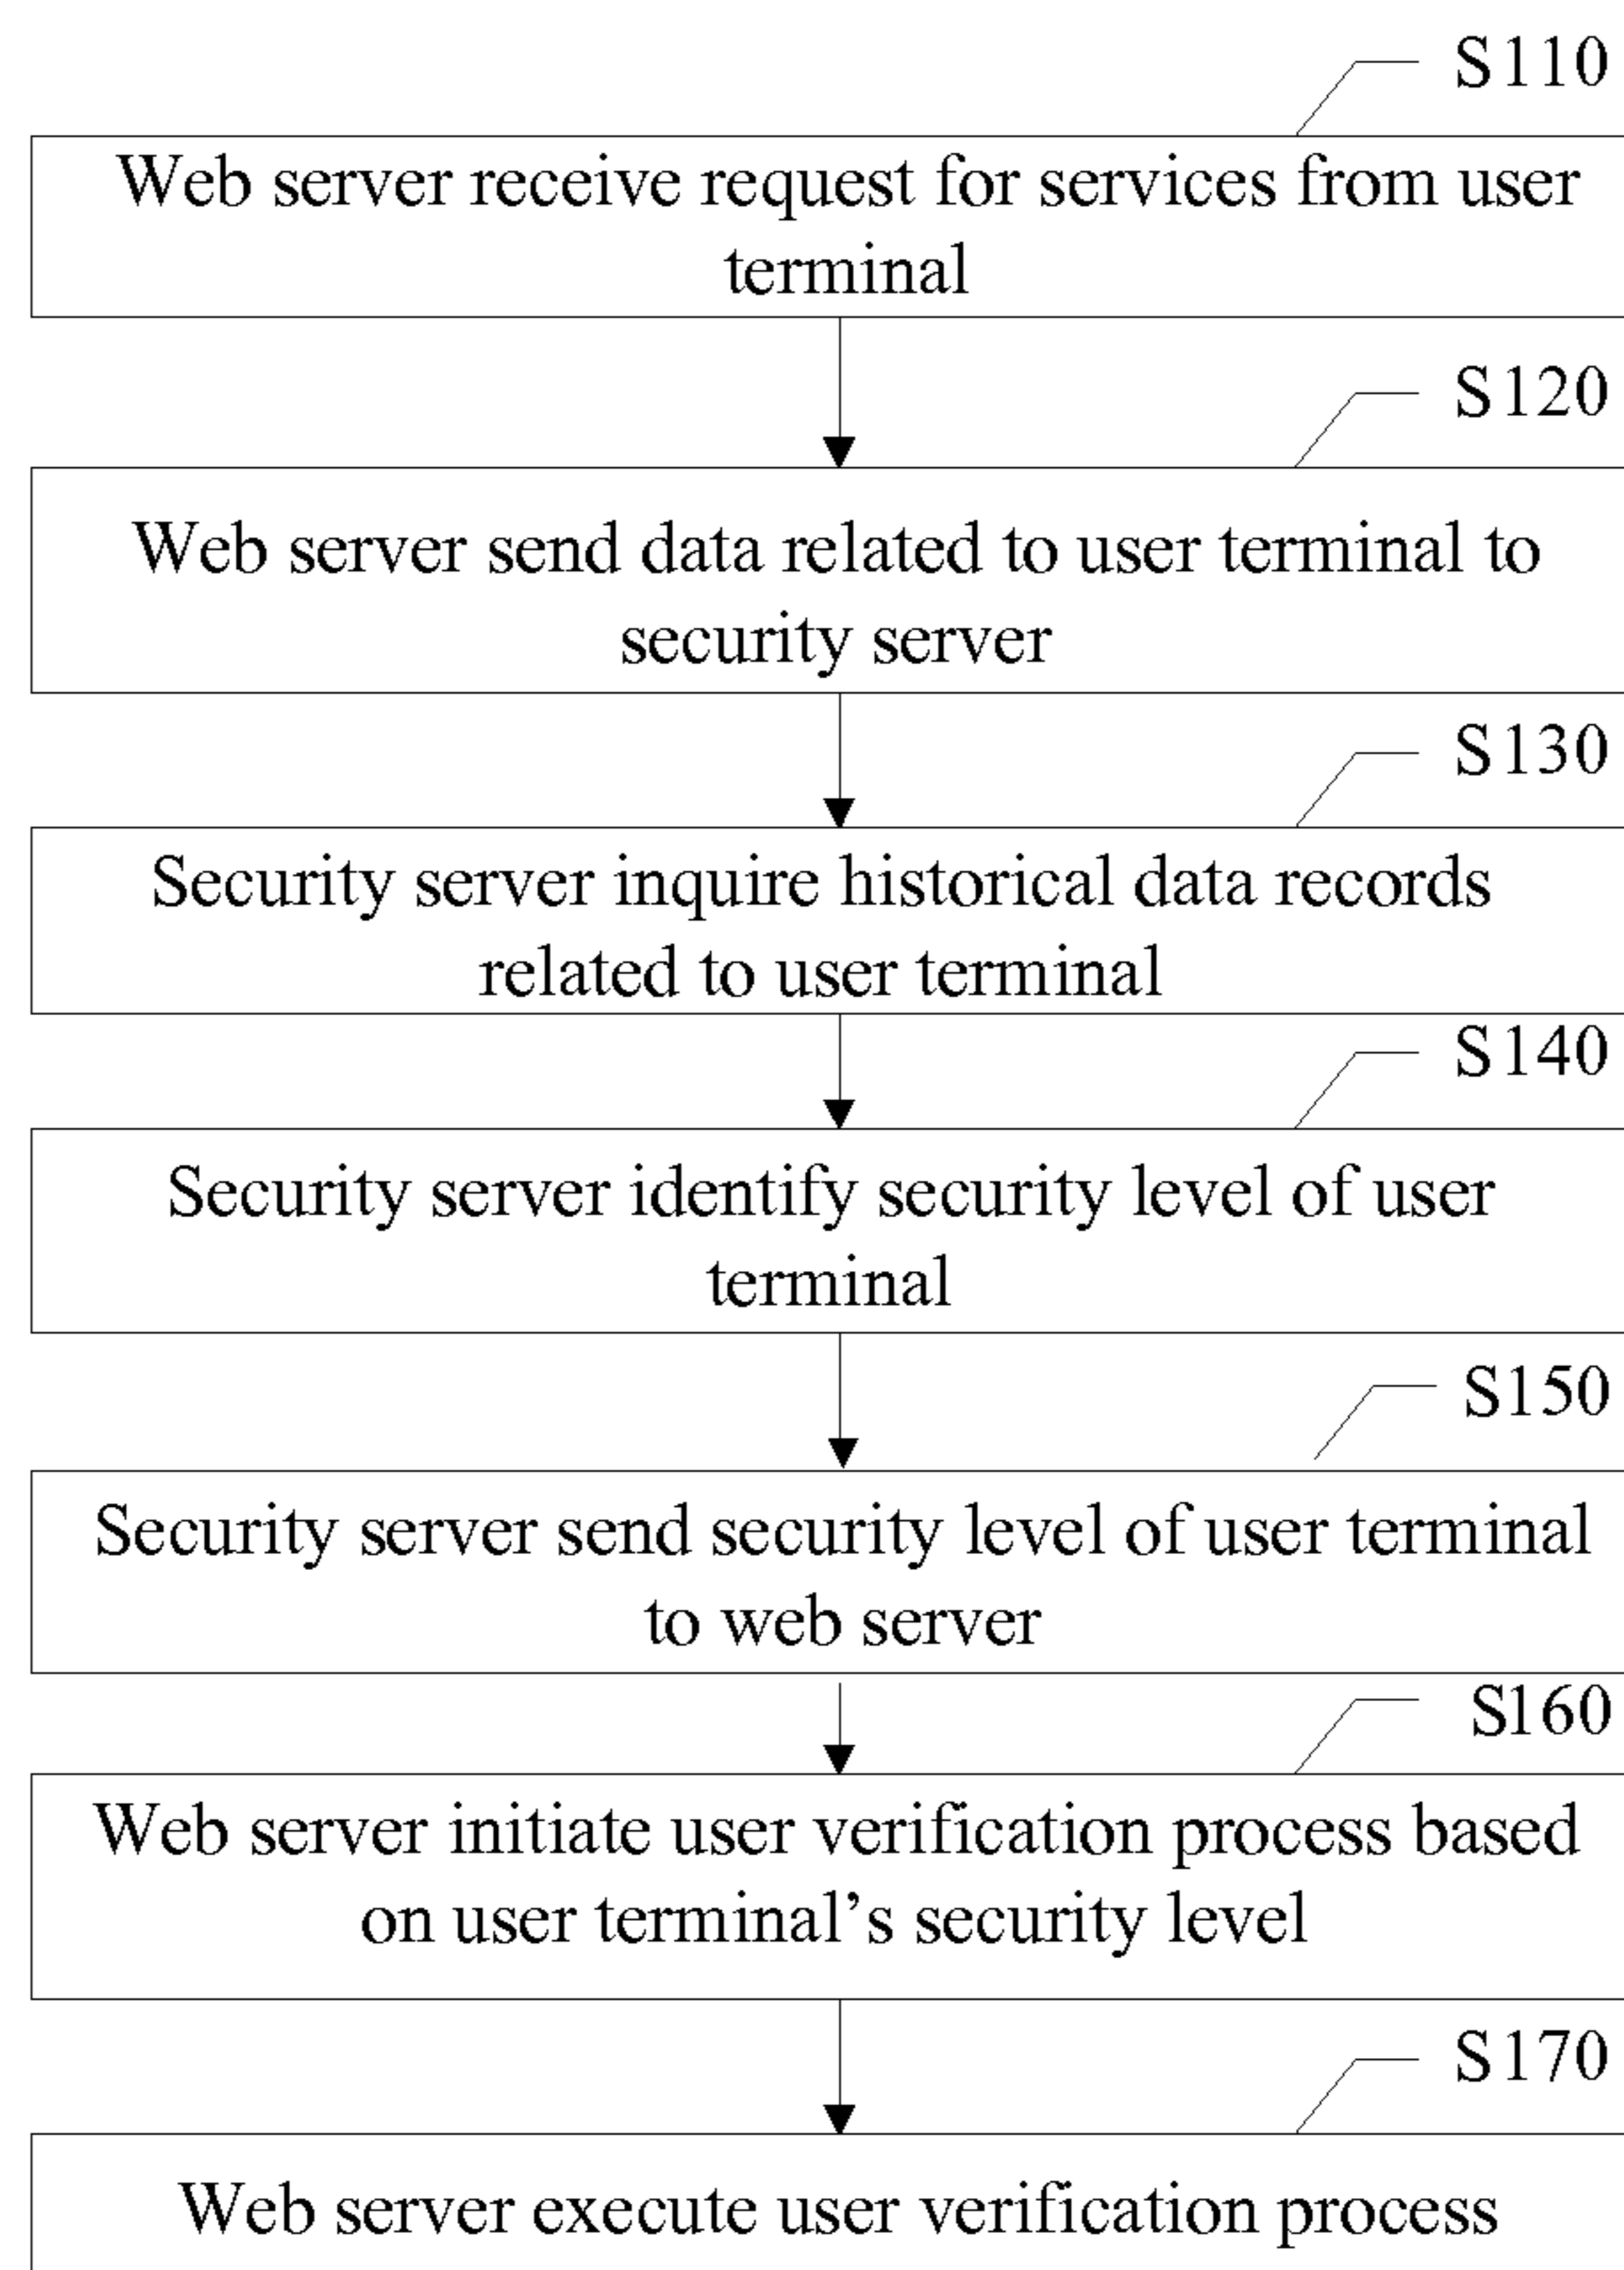 S110
Web server receive request for services from user
terminal
S120
Web server send data related to user terminal to
security server
S130
Security server inquire historical data records
related to user terminal
S140
Security server identify security level of user
terminal
S150
Security server send security level of user terminal
to web server
S160
Web server initiate user verification process based
on user terminal’s security level
S170
Web server execute user verification process